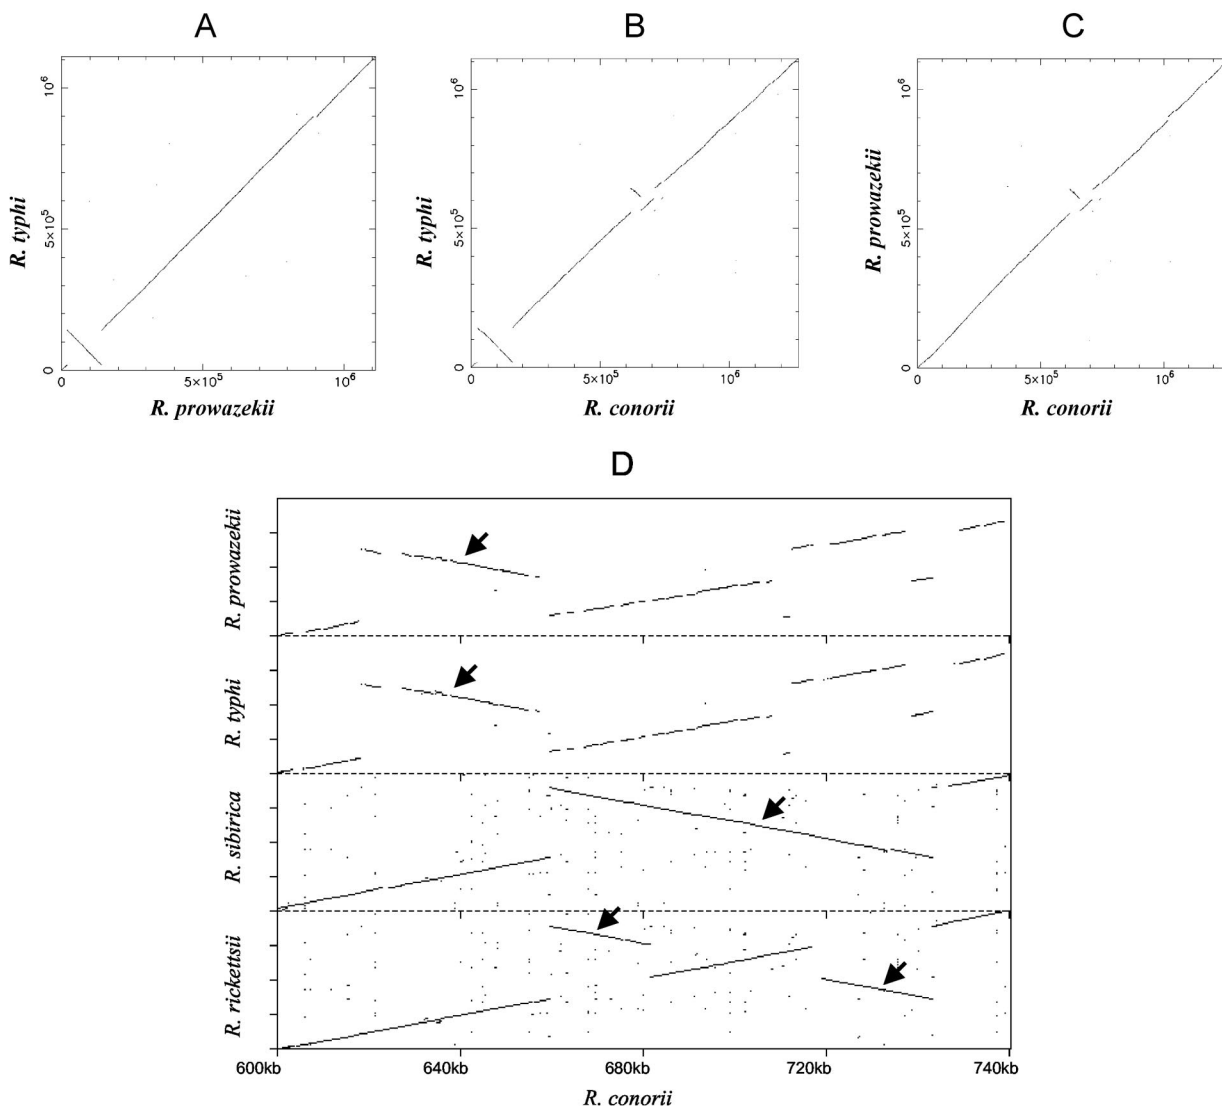 A
B
C
10⁶
5×10⁵
0
R. typhi
0
5×10⁵
10⁶
R. prowazekii
10⁶
5×10⁵
0
R. typhi
0
5×10⁵
10⁶
R. conorii
10⁶
5×10⁵
0
R. prowazekii
0
5×10⁵
10⁶
R. conorii
D
R. prowazekii
R. typhi
R. sibirica
R. rickettsii
600kb
640kb
680kb
720kb
740kb
R. conorii